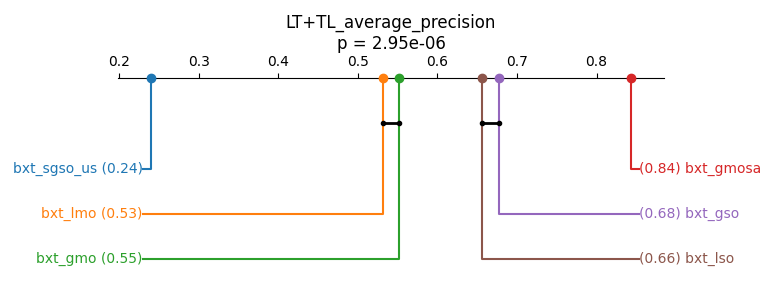 LT+TL_average_precision
p = 2.95e-06
0.2 0.3 0.4 0.5 0.6 0.7 0.8
bxt_sgso_us (0.24) (0.84) bxt_gmosa
bxt_lmo (0.53) (0.68) bxt_gso
bxt_gmo (0.55) (0.66) bxt_lso